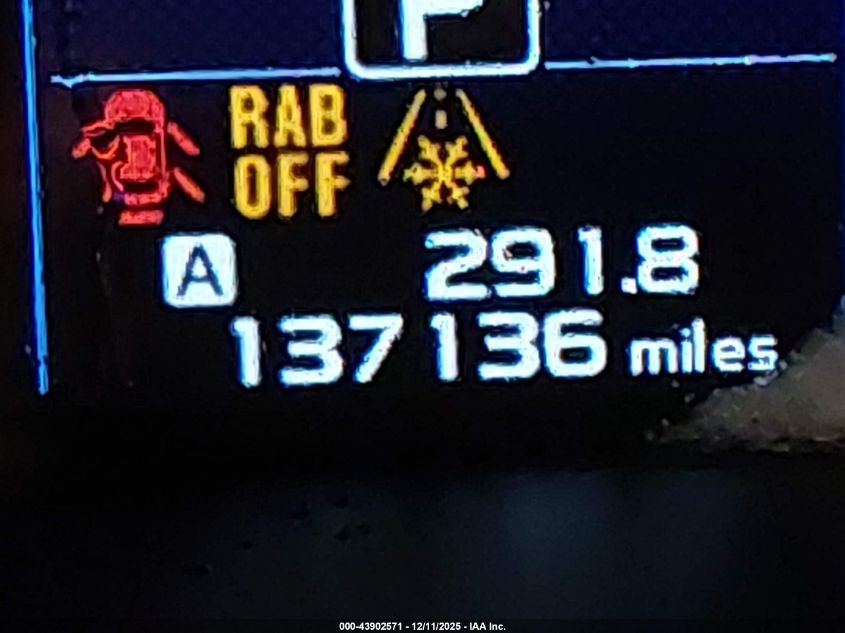 P
RAB
OFF
A 291.8
137136 miles
000-43902571 - 12/11/2025 - IAA Inc.